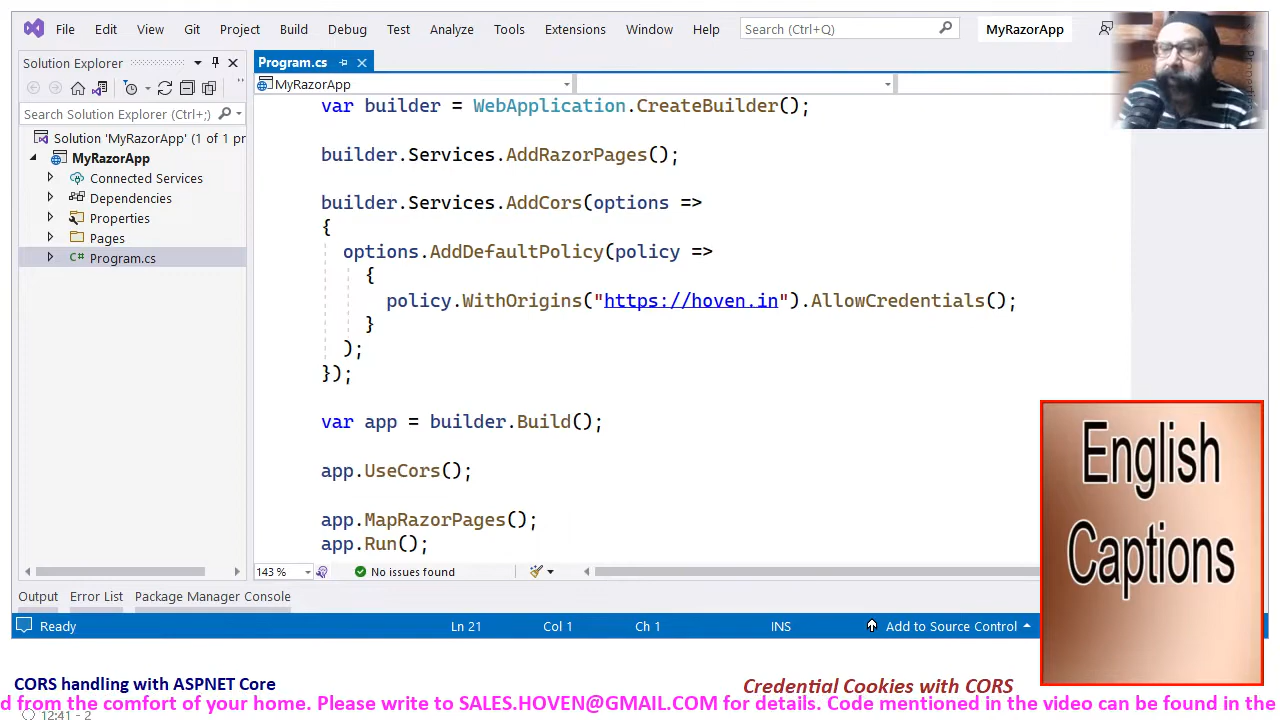 File Edit View Git Project Build Debug Test Analyze Tools Extensions Window Help Search (Ctrl+Q) MyRazorApp
Solution Explorer
Program.cs
MyRazorApp
Search Solution Explorer (Ctrl+;)
Solution 'MyRazorApp' (1 of 1 pr
MyRazorApp
Connected Services
Dependencies
Properties
Pages
C# Program.cs
var builder = WebApplication.CreateBuilder();
builder.Services.AddRazorPages();
builder.Services.AddCors(options =>
{
options.AddDefaultPolicy(policy =>
{
policy.WithOrigins("https://hoven.in").AllowCredentials();
}
);
});
var app = builder.Build();
app.UseCors();
app.MapRazorPages();
app.Run();
143 % No issues found
Output Error List Package Manager Console
Ready Ln 21 Col 1 Ch 1 INS Add to Source Control
English
Captions
CORS handling with ASPNET Core
Credential Cookies with CORS
d from the comfort of your home. Please write to SALES.HOVEN@GMAIL.COM for details. Code mentioned in the video can be found in the
12:41 - 2